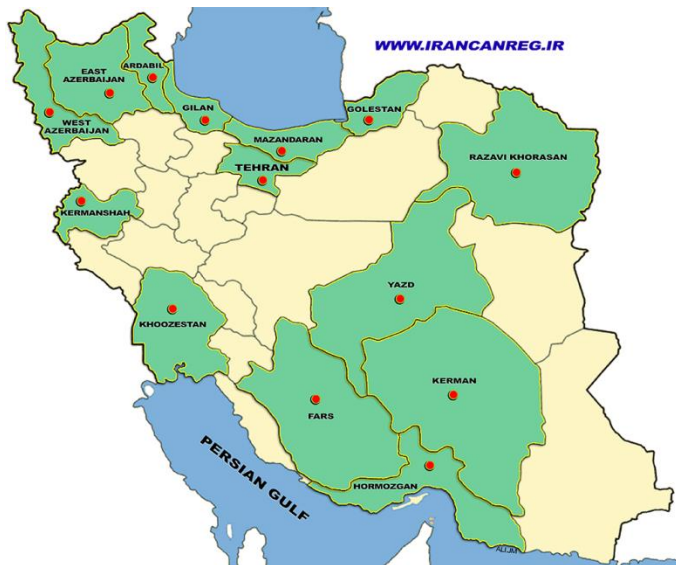 WWW.IRANCANREG.IR
ARDABIL
EAST
AZERBAIJAN
GILAN
GOLESTAN
WEST
AZERBAIJAN
MAZANDARAN
RAZAVI KHORASAN
TEHRAN
KERMANSHAH
YAZD
KHOOZESTAN
KERMAN
FARS
PERSIAN GULF
HORMOZGAN